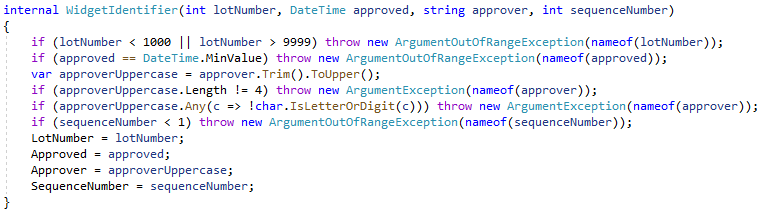 internal WidgetIdentifier(int lotNumber, DateTime approved, string approver, int sequenceNumber)
{
    if (lotNumber < 1000 || lotNumber > 9999) throw new ArgumentOutOfRangeException(nameof(lotNumber));
    if (approved == DateTime.MinValue) throw new ArgumentOutOfRangeException(nameof(approved));
    var approverUppercase = approver.Trim().ToUpper();
    if (approverUppercase.Length != 4) throw new ArgumentException(nameof(approver));
    if (approverUppercase.Any(c => !char.IsLetterOrDigit(c))) throw new ArgumentException(nameof(approver));
    if (sequenceNumber < 1) throw new ArgumentOutOfRangeException(nameof(sequenceNumber));
    LotNumber = lotNumber;
    Approved = approved;
    Approver = approverUppercase;
    SequenceNumber = sequenceNumber;
}